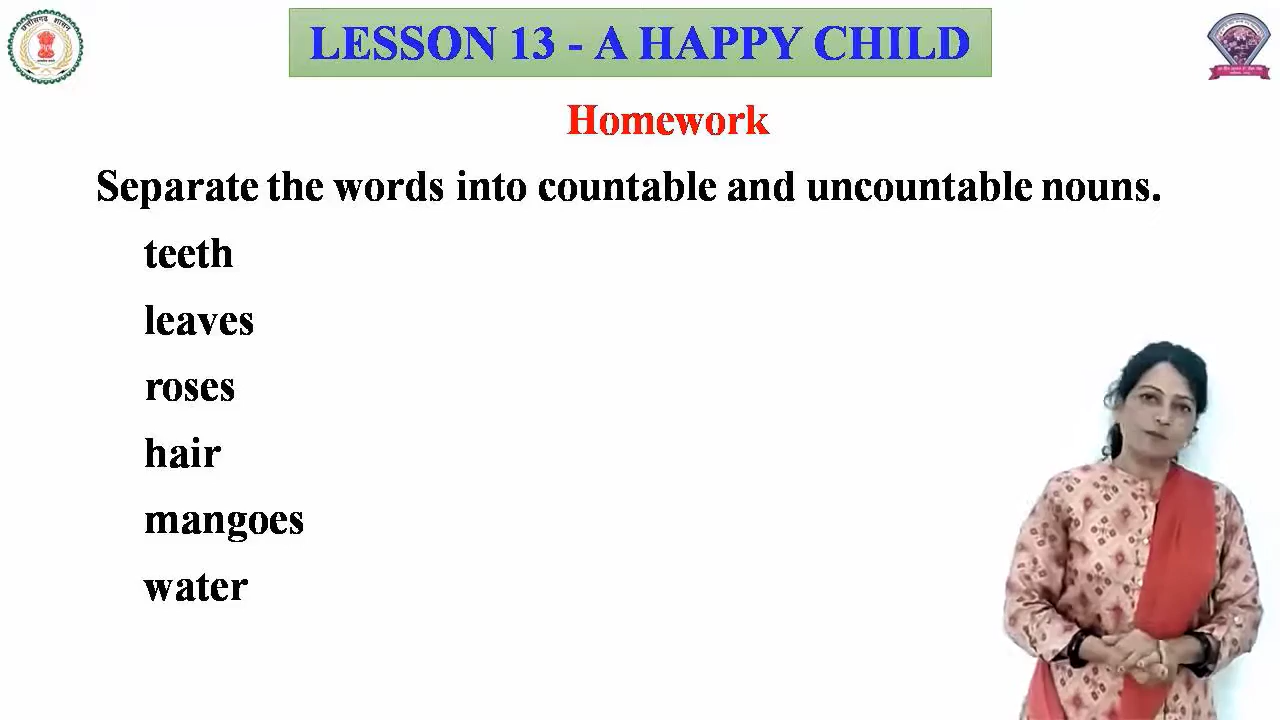 LESSON 13 - A HAPPY CHILD
Homework
Separate the words into countable and uncountable nouns.
teeth
leaves
roses
hair
mangoes
water